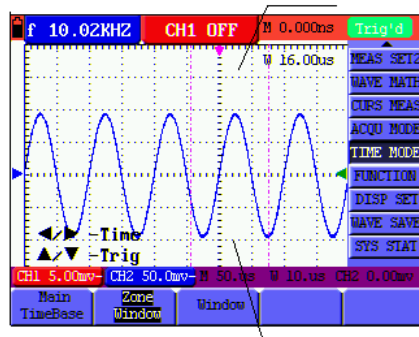 f 10.02KHZ CH1 OFF M 0.000ns Trig'd
W 16.00us
MEAS SET2
WAVE MATH
CURS MEAS
ACQU MODE
TIME MODE
FUNCTION
DISP SET
WAVE SAVE
SYS STAT
◄/► -Time
▲/▼ -Trig
CH1 5.00mv- CH2 50.0mv- M 50.us W 10.us CH2 0.00mv
Main TimeBase
Zone Window
Window